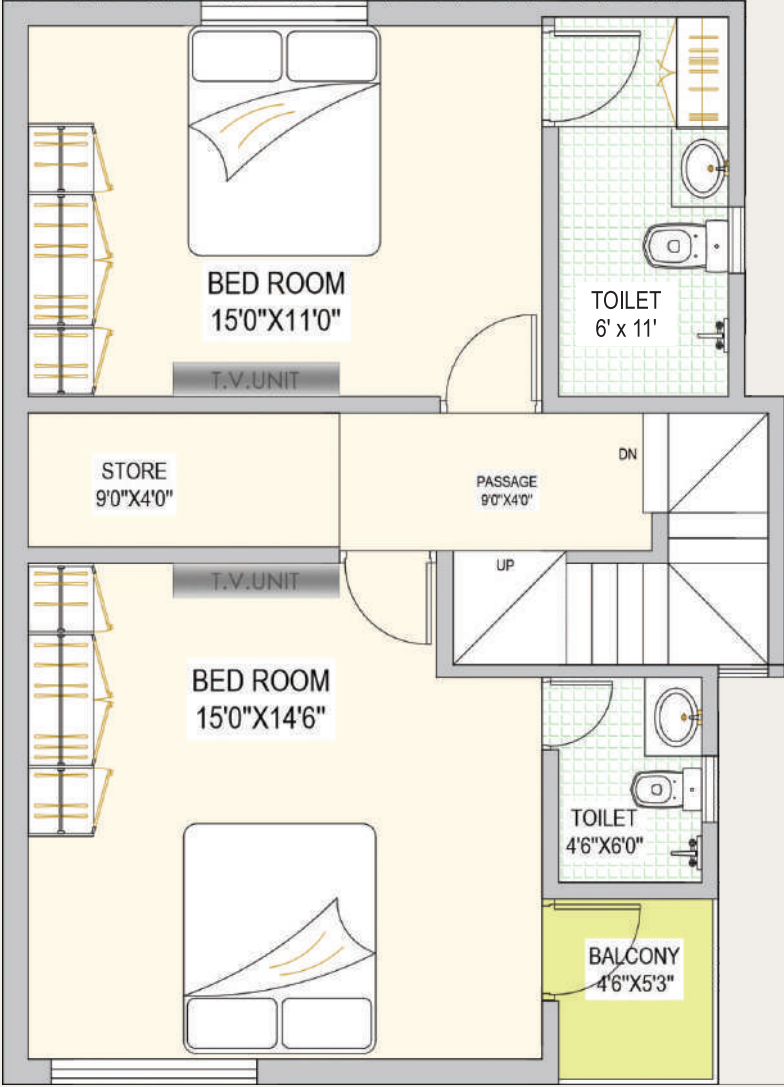 BED ROOM
15'0"X11'0"
TOILET
6' x 11'
T.V.UNIT
STORE
9'0"X4'0"
PASSAGE
9'0"X4'0"
DN
UP
T.V.UNIT
BED ROOM
15'0"X14'6"
TOILET
4'6"X6'0"
BALCONY
4'6"X5'3"